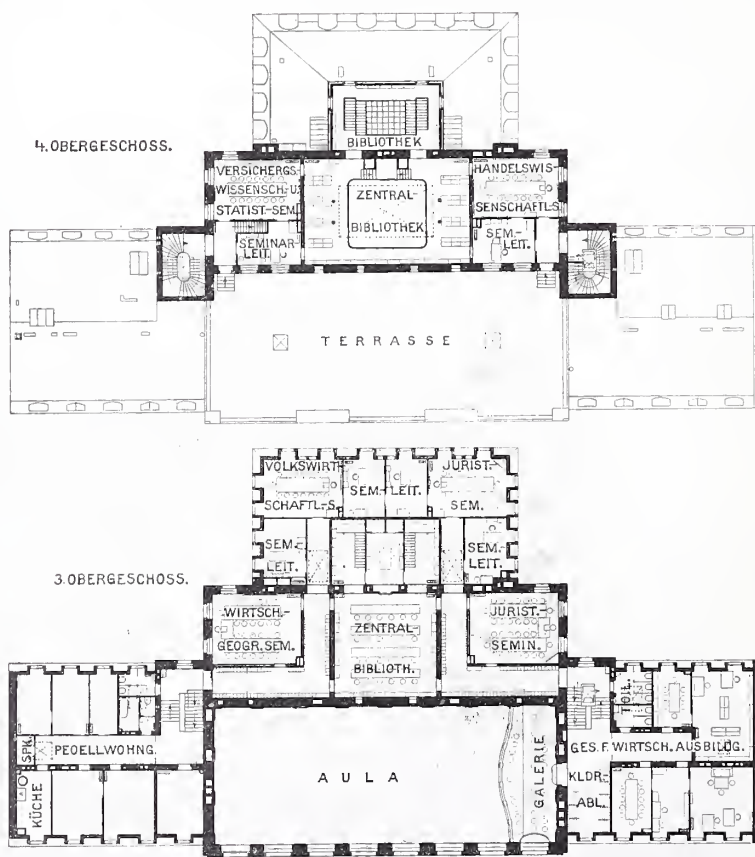 4. OBERGESCHOSS.
BIBLIOTHEK
VERSICHERGS.
WISSENSCH. U.
STATIST.-SEM.
SEMINAR
LEIT.
ZENTRAL-
BIBLIOTHEK.
HANDELSWIS-
SENSCHAFTL.S.
SEM.-
LEIT.
TERRASSE
3. OBERGESCHOSS.
VOLKSWIRT-
SCHAFTL.-S.
SEM.-
LEIT.
JURIST.-
SEM.
SEM.
LEIT.
SEM.-
LEIT.
WIRTSCH.-
GEOGR. SEM.
ZENTRAL-
BIBLIOTH.
JURIST.-
SEMIN.
SPK.
PEDELLWOHNG.
KÜCHE
AULA
GALERIE
TOIL.
GES. F. WIRTSCH. AUSBILDG.
KLDR.-
ABL.